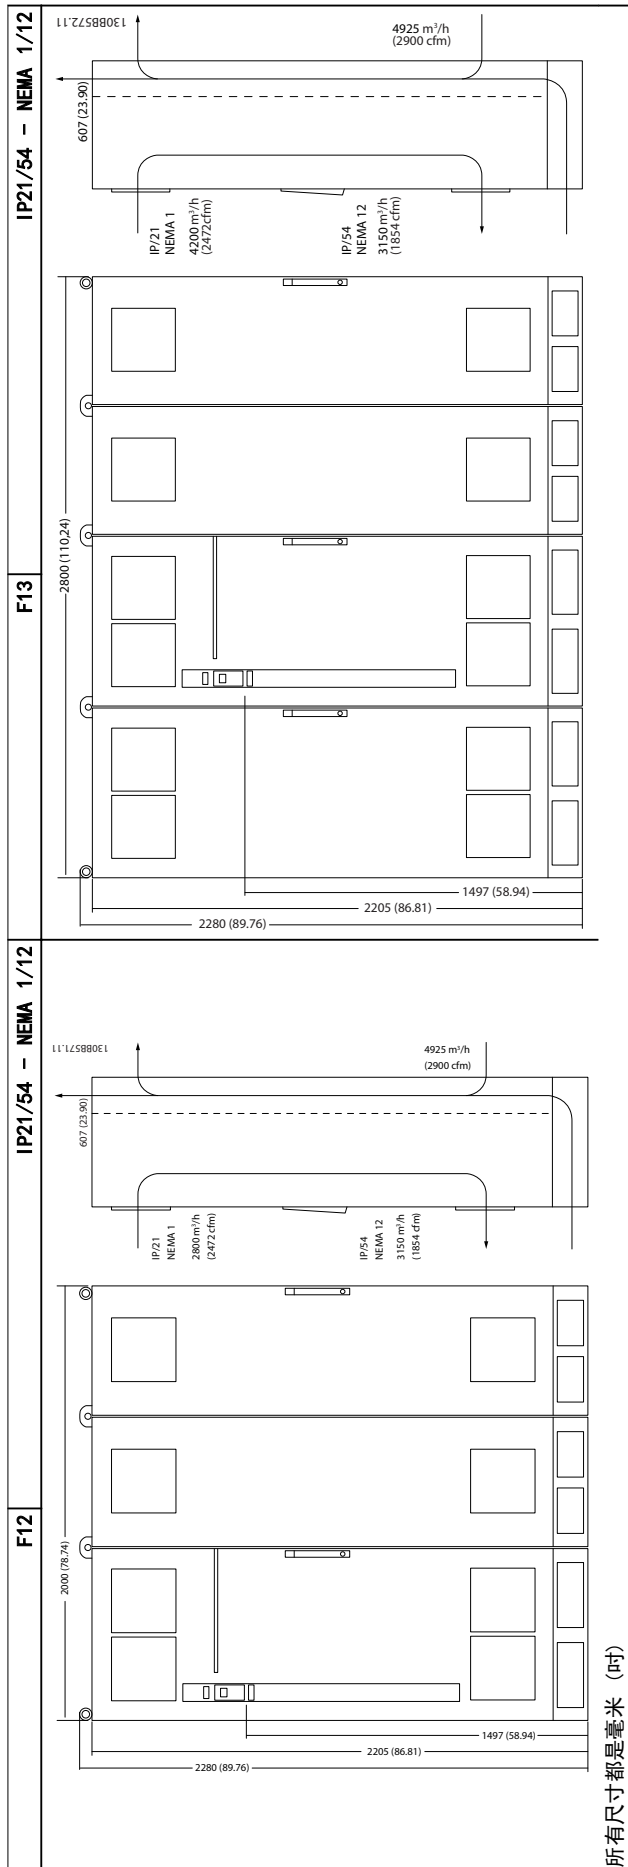 F12
IP21/54 – NEMA 1/12
F13
IP21/54 – NEMA 1/12
130BB571.11
4925 m³/h
(2900 cfm)
607 (23.90)
IP/21
NEMA 1
2800 m³/h
(2472 cfm)
IP/54
NEMA 12
3150 m³/h
(1854 cfm)
2000 (78.74)
1497 (58.94)
2205 (86.81)
2280 (89.76)
130BB572.11
4925 m³/h
(2900 cfm)
607 (23.90)
IP/21
NEMA 1
4200 m³/h
(2472cfm)
IP/54
NEMA 12
3150 m³/h
(1854 cfm)
2800 (110,24)
1497 (58.94)
2205 (86.81)
2280 (89.76)
所有尺寸都是毫米 (吋)